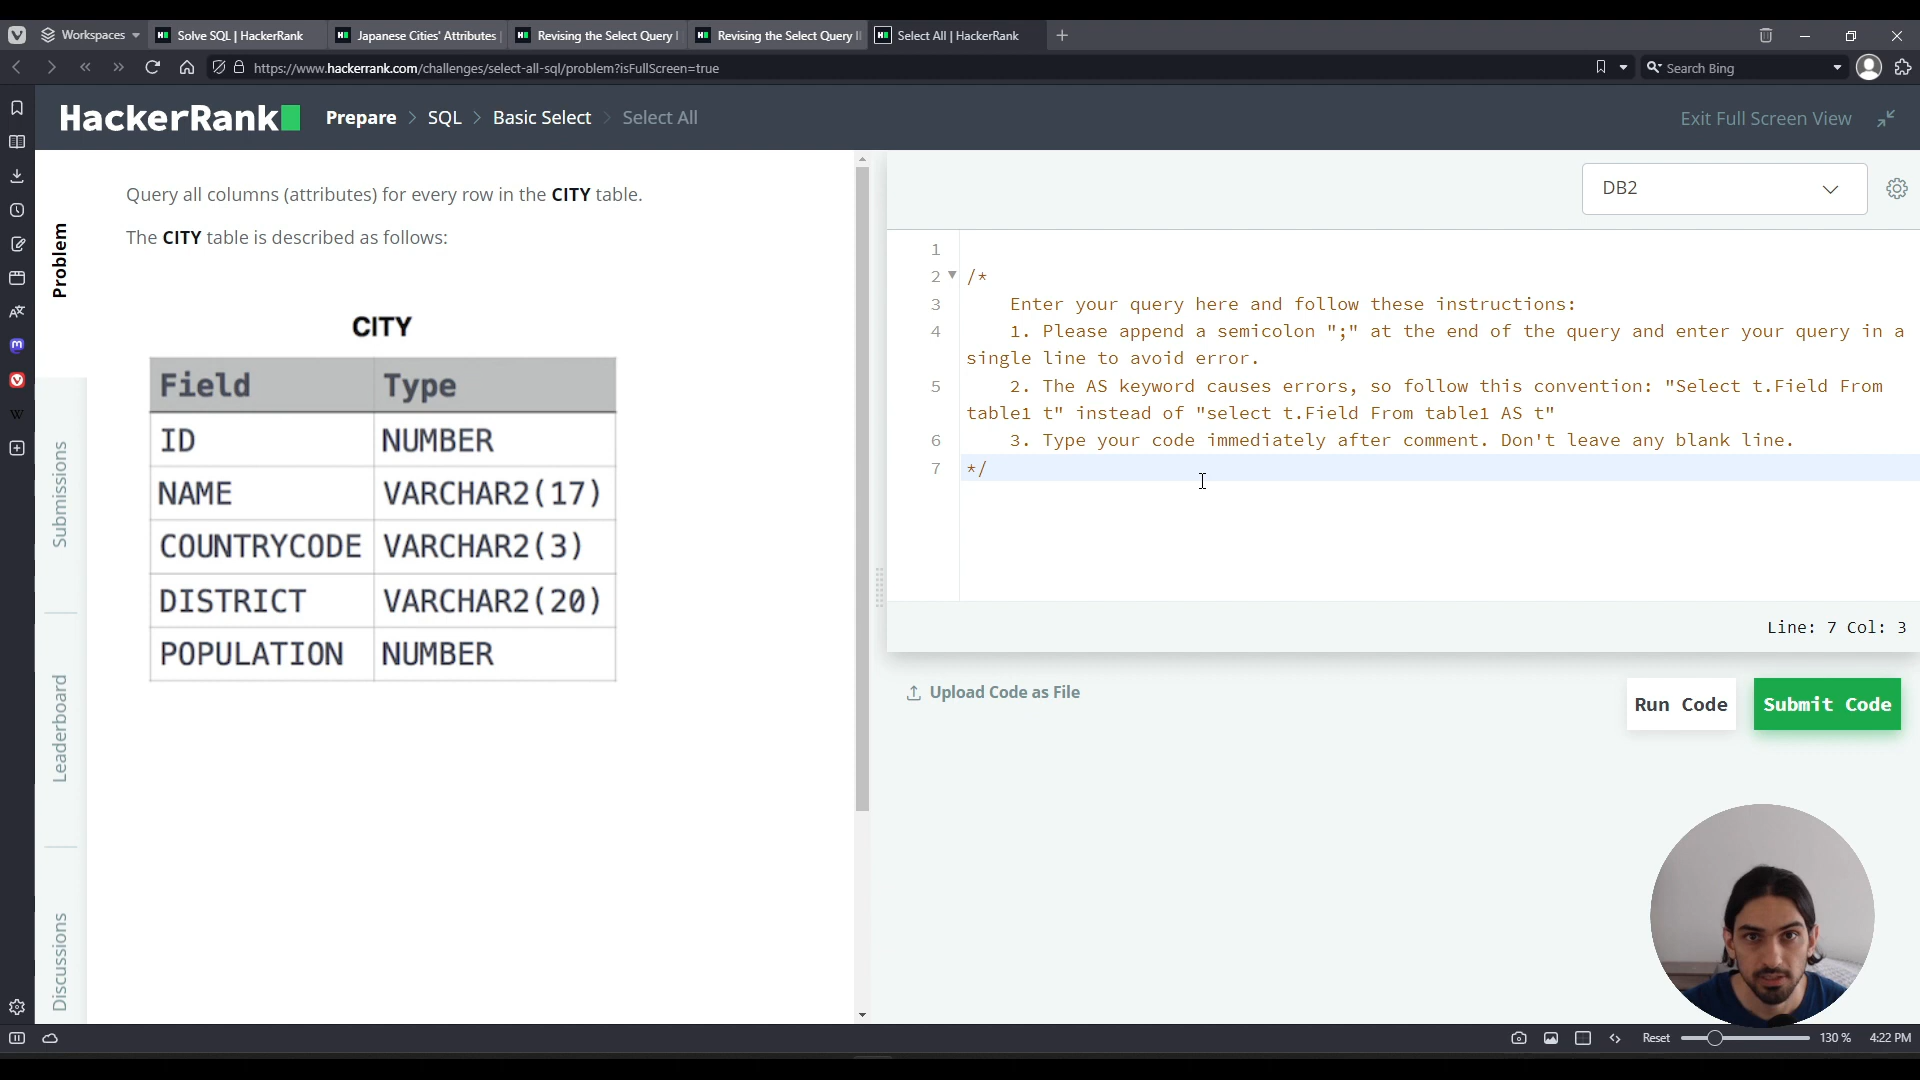 Workspaces
Solve SQL | HackerRank
Japanese Cities' Attributes
Revising the Select Query I
Revising the Select Query II
Select All | HackerRank
https://www.hackerrank.com/challenges/select-all-sql/problem?isFullScreen=true
Search Bing
HackerRank
Prepare > SQL > Basic Select > Select All
Exit Full Screen View
Problem
Submissions
Leaderboard
Discussions
Query all columns (attributes) for every row in the CITY table.
The CITY table is described as follows:
CITY
Field Type
ID NUMBER
NAME VARCHAR2(17)
COUNTRYCODE VARCHAR2(3)
DISTRICT VARCHAR2(20)
POPULATION NUMBER
DB2
1
2 /*
3 Enter your query here and follow these instructions:
4 1. Please append a semicolon ";" at the end of the query and enter your query in a
single line to avoid error.
5 2. The AS keyword causes errors, so follow this convention: "Select t.Field From
table1 t" instead of "select t.Field From table1 AS t"
6 3. Type your code immediately after comment. Don't leave any blank line.
7 */
Line: 7 Col: 3
Upload Code as File
Run Code
Submit Code
Reset
130 %
4:22 PM